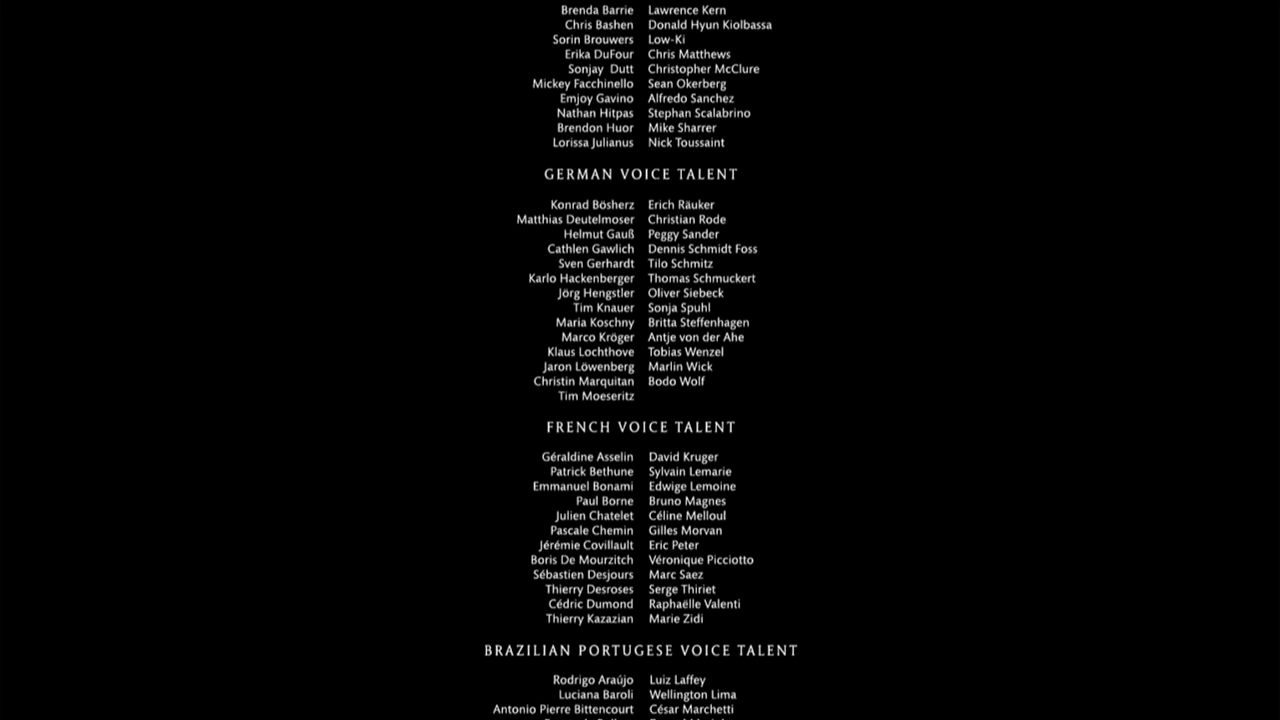 Brenda Barrie Lawrence Kern
Chris Bashen Donald Hyun Kiolbassa
Sorin Brouwers Low-Ki
Erika DuFour Chris Matthews
Sonjay Dutt Christopher McClure
Mickey Facchinello Sean Okerberg
Emjoy Gavino Alfredo Sanchez
Nathan Hitpas Stephan Scalabrino
Brendon Huor Mike Sharrer
Lorissa Julianus Nick Toussaint
GERMAN VOICE TALENT
Konrad Bösherz Erich Räuker
Matthias Deutelmoser Christian Rode
Helmut Gauß Peggy Sander
Cathlen Gawlich Dennis Schmidt Foss
Sven Gerhardt Tilo Schmitz
Karlo Hackenberger Thomas Schmuckert
Jörg Hengstler Oliver Siebeck
Tim Knauer Sonja Spuhl
Maria Koschny Britta Steffenhagen
Marco Kröger Antje von der Ahe
Klaus Lochthove Tobias Wenzel
Jaron Löwenberg Marlin Wick
Christin Marquitan Bodo Wolf
Tim Moeseritz
FRENCH VOICE TALENT
Géraldine Asselin David Kruger
Patrick Bethune Sylvain Lemarie
Emmanuel Bonami Edwige Lemoine
Paul Borne Bruno Magnes
Julien Chatelet Céline Melloul
Pascale Chemin Gilles Morvan
Jérémie Covillault Eric Peter
Boris De Mourzitch Véronique Picciotto
Sébastien Desjours Marc Saez
Thierry Desroses Serge Thiriet
Cédric Dumond Raphaëlle Valenti
Thierry Kazazian Marie Zidi
BRAZILIAN PORTUGESE VOICE TALENT
Rodrigo Araújo Luiz Laffey
Luciana Baroli Wellington Lima
Antonio Pierre Bittencourt César Marchetti